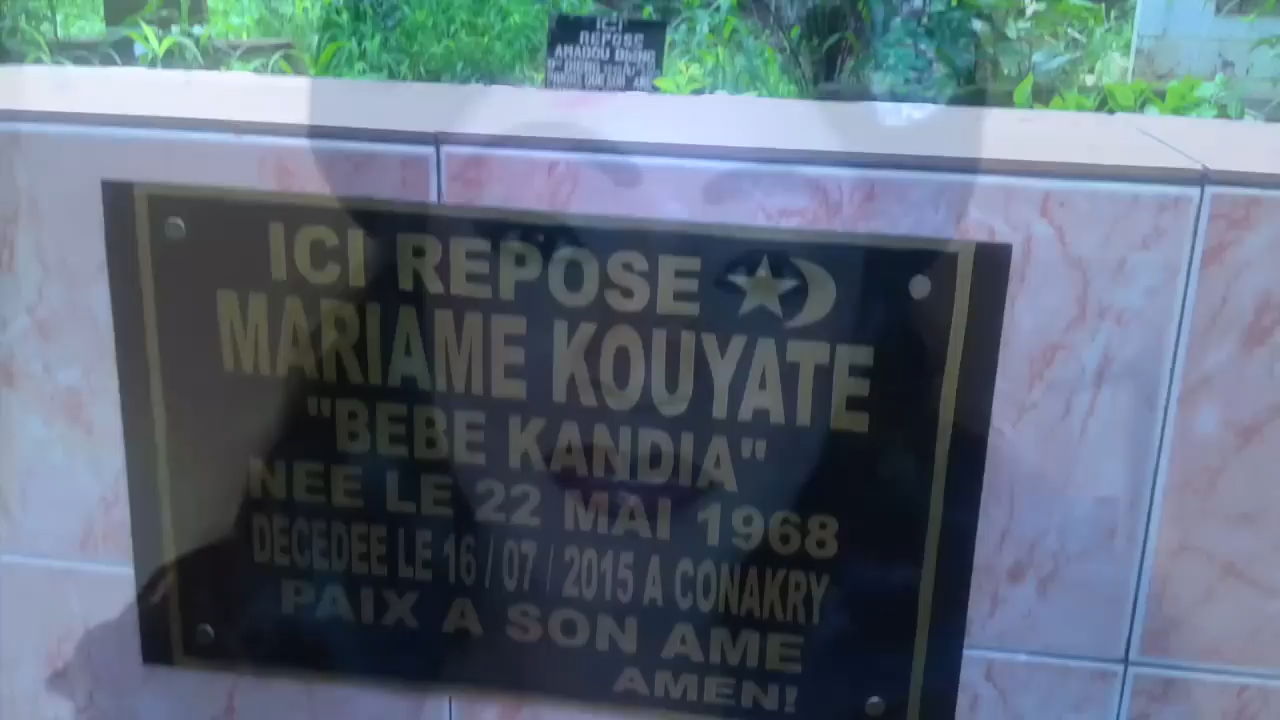 ICI
REPOSE
AMADOU
ICI REPOSE
MARIAME KOUYATE
"BEBE KANDIA"
NEE LE 22 MAI 1968
DECEDEE LE 16/07/2015 A CONAKRY
PAIX A SON AME
AMEN!